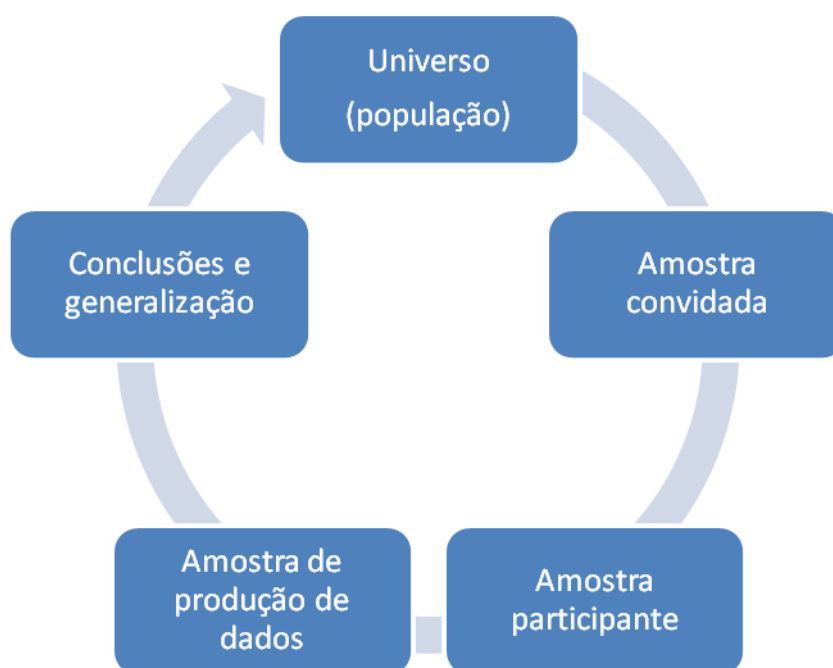 Universo
(população)
Amostra
convidada
Amostra
participante
Amostra de
produção de
dados
Conclusões e
generalização